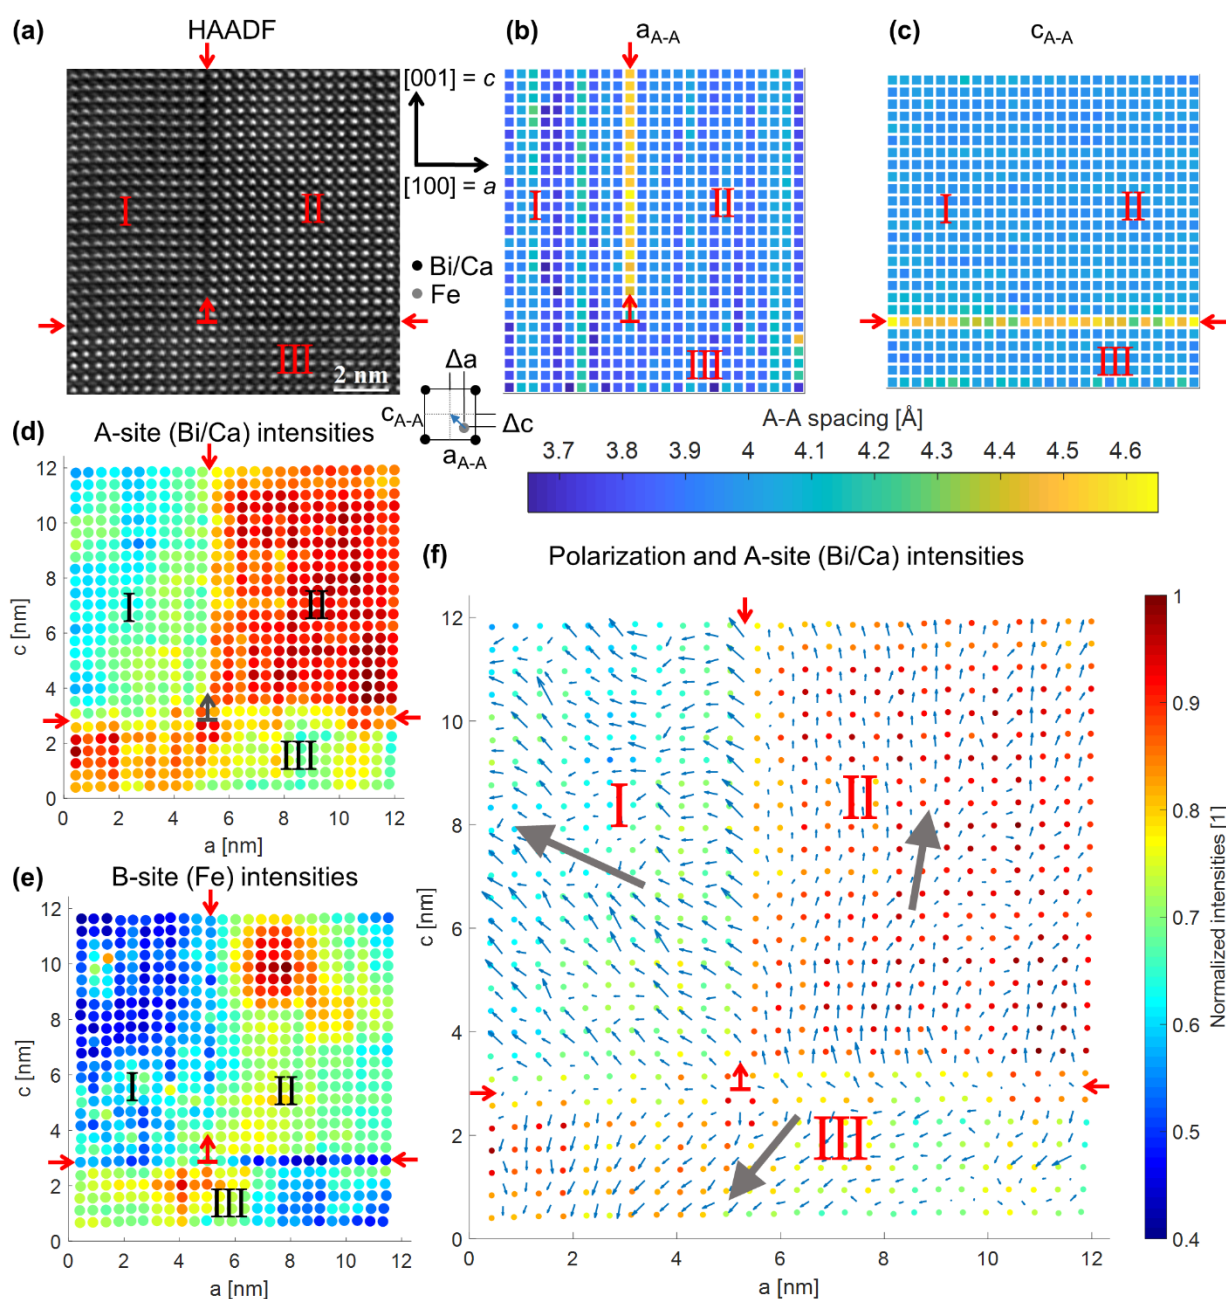 (a) HAADF
[001] = c
[100] = a
I
II
III
2 nm
Bi/Ca
Fe
Δa
c_A-A
Δc
a_A-A
(b) a_A-A
I
II
III
(c) c_A-A
I
II
III
A-A spacing [Å]
3.7 3.8 3.9 4 4.1 4.2 4.3 4.4 4.5 4.6
(d) A-site (Bi/Ca) intensities
12
10
8
6
4
2
0
c [nm]
I
II
III
0 2 4 6 8 10 12
a [nm]
(e) B-site (Fe) intensities
12
10
8
6
4
2
0
c [nm]
I
II
III
0 2 4 6 8 10 12
a [nm]
(f) Polarization and A-site (Bi/Ca) intensities
12
10
8
6
4
2
0
c [nm]
I
II
III
0 2 4 6 8 10 12
a [nm]
1
0.9
0.8
0.7
0.6
0.5
0.4
Normalized intensities [1]